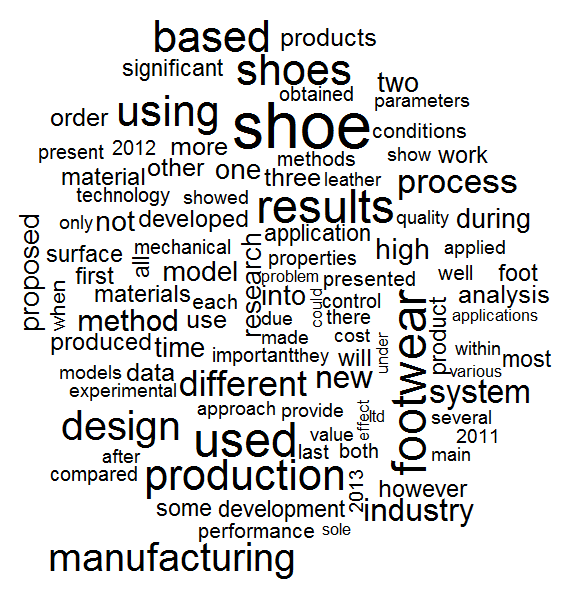 based products
significant shoes
obtained two
parameters
order using shoe conditions
present 2012 more methods show work
material other one three leather process
technology showed results quality during
only not developed application
proposed surface mechanical high applied
all research properties
first model problem presented well foot
when materials each into could control analysis
method use due there product applications
produced time made cost under within most
importantthey will footwear
models data different new various
experimental system
approach provide effect ltd several
design used value 2011
after last both main
compared production 2013 however
some development industry
performance sole
manufacturing